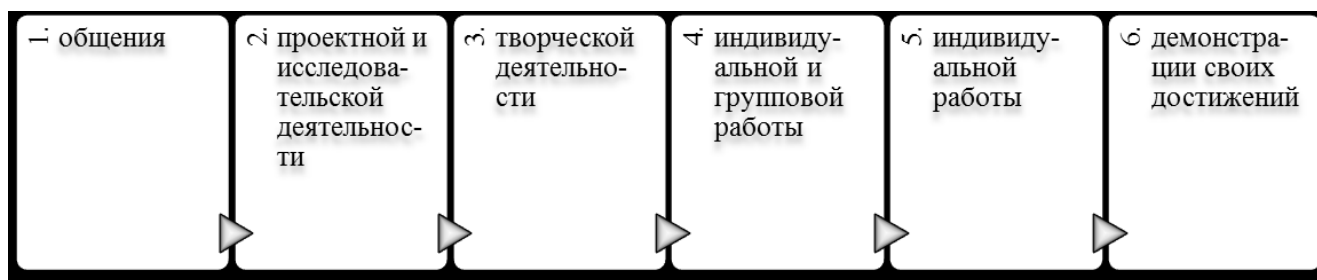 1. общения
2. проектной и
исследова-
тельской
деятельнос-
ти
3. творческой
деятельно-
сти
4. индивиду-
альной и
групповой
работы
5. индивиду-
альной
работы
6. демонстра-
ции своих
достижений